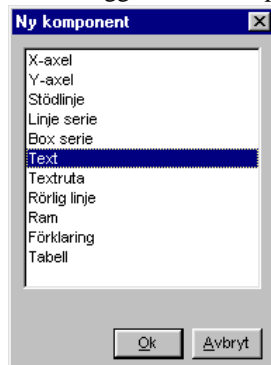 Ny komponent
X-axel
Y-axel
Stödlinje
Linje serie
Box serie
Text
Textruta
Rörlig linje
Ram
Förklaring
Tabell
Ok
Avbryt